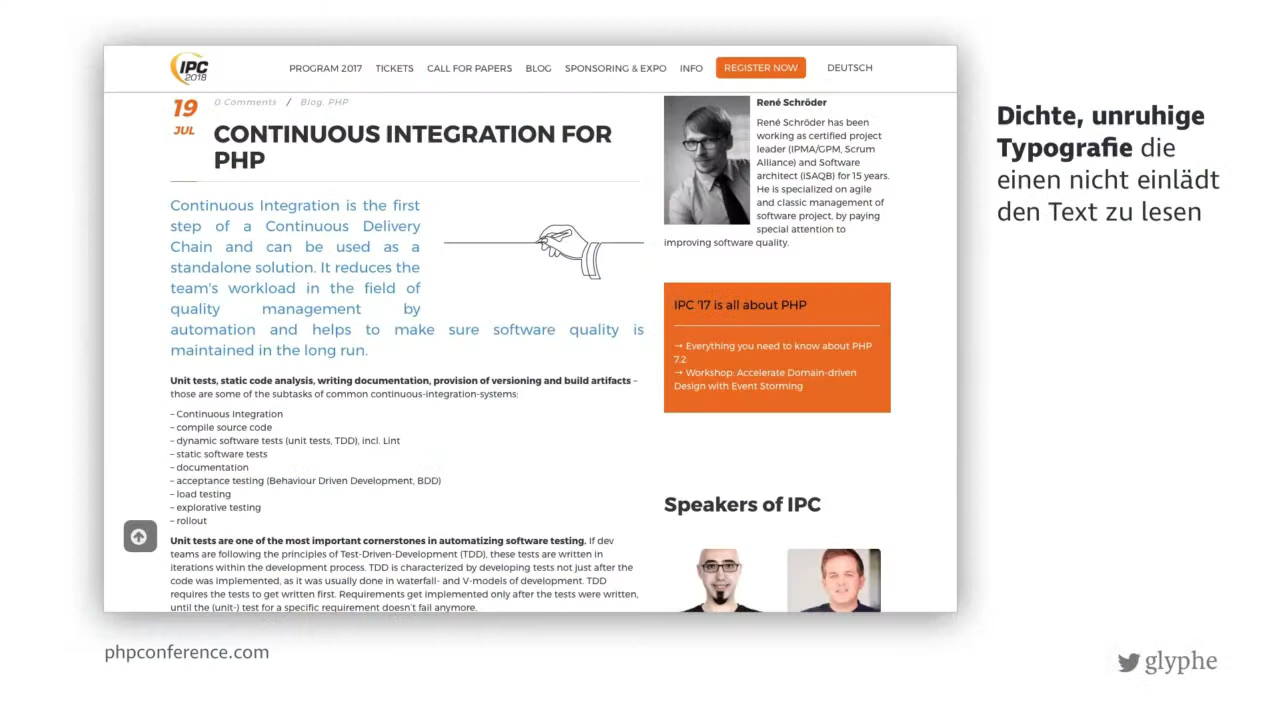 IPC
2018
PROGRAM 2017 TICKETS CALL FOR PAPERS BLOG SPONSORING & EXPO INFO REGISTER NOW DEUTSCH
19
JUL
0 Comments / Blog, PHP
CONTINUOUS INTEGRATION FOR
PHP
Continuous Integration is the first
step of a Continuous Delivery
Chain and can be used as a
standalone solution. It reduces the
team's workload in the field of
quality management by
automation and helps to make sure software quality is
maintained in the long run.
Unit tests, static code analysis, writing documentation, provision of versioning and build artifacts –
those are some of the subtasks of common continuous-integration-systems:
– Continuous Integration
– compile source code
– dynamic software tests (unit tests, TDD), incl. Lint
– static software tests
– documentation
– acceptance testing (Behaviour Driven Development, BDD)
– load testing
– explorative testing
– rollout
Unit tests are one of the most important cornerstones in automatizing software testing. If dev
teams are following the principles of Test-Driven-Development (TDD), these tests are written in
iterations within the development process. TDD is characterized by developing tests not just after the
code was implemented, as it was usually done in waterfall- and V-models of development. TDD
requires the tests to get written first. Requirements get implemented only after the tests were written,
until the (unit-) test for a specific requirement doesn't fail anymore.
René Schröder
René Schröder has been
working as certified project
leader (IPMA/GPM, Scrum
Alliance) and Software
architect (iSAQB) for 15 years.
He is specialized on agile
and classic management of
software project, by paying
special attention to
improving software quality.
IPC '17 is all about PHP
→ Everything you need to know about PHP
7.2
→ Workshop: Accelerate Domain-driven
Design with Event Storming
Speakers of IPC
Dichte, unruhige
Typografie die
einen nicht einlädt
den Text zu lesen
phpconference.com
glyphe